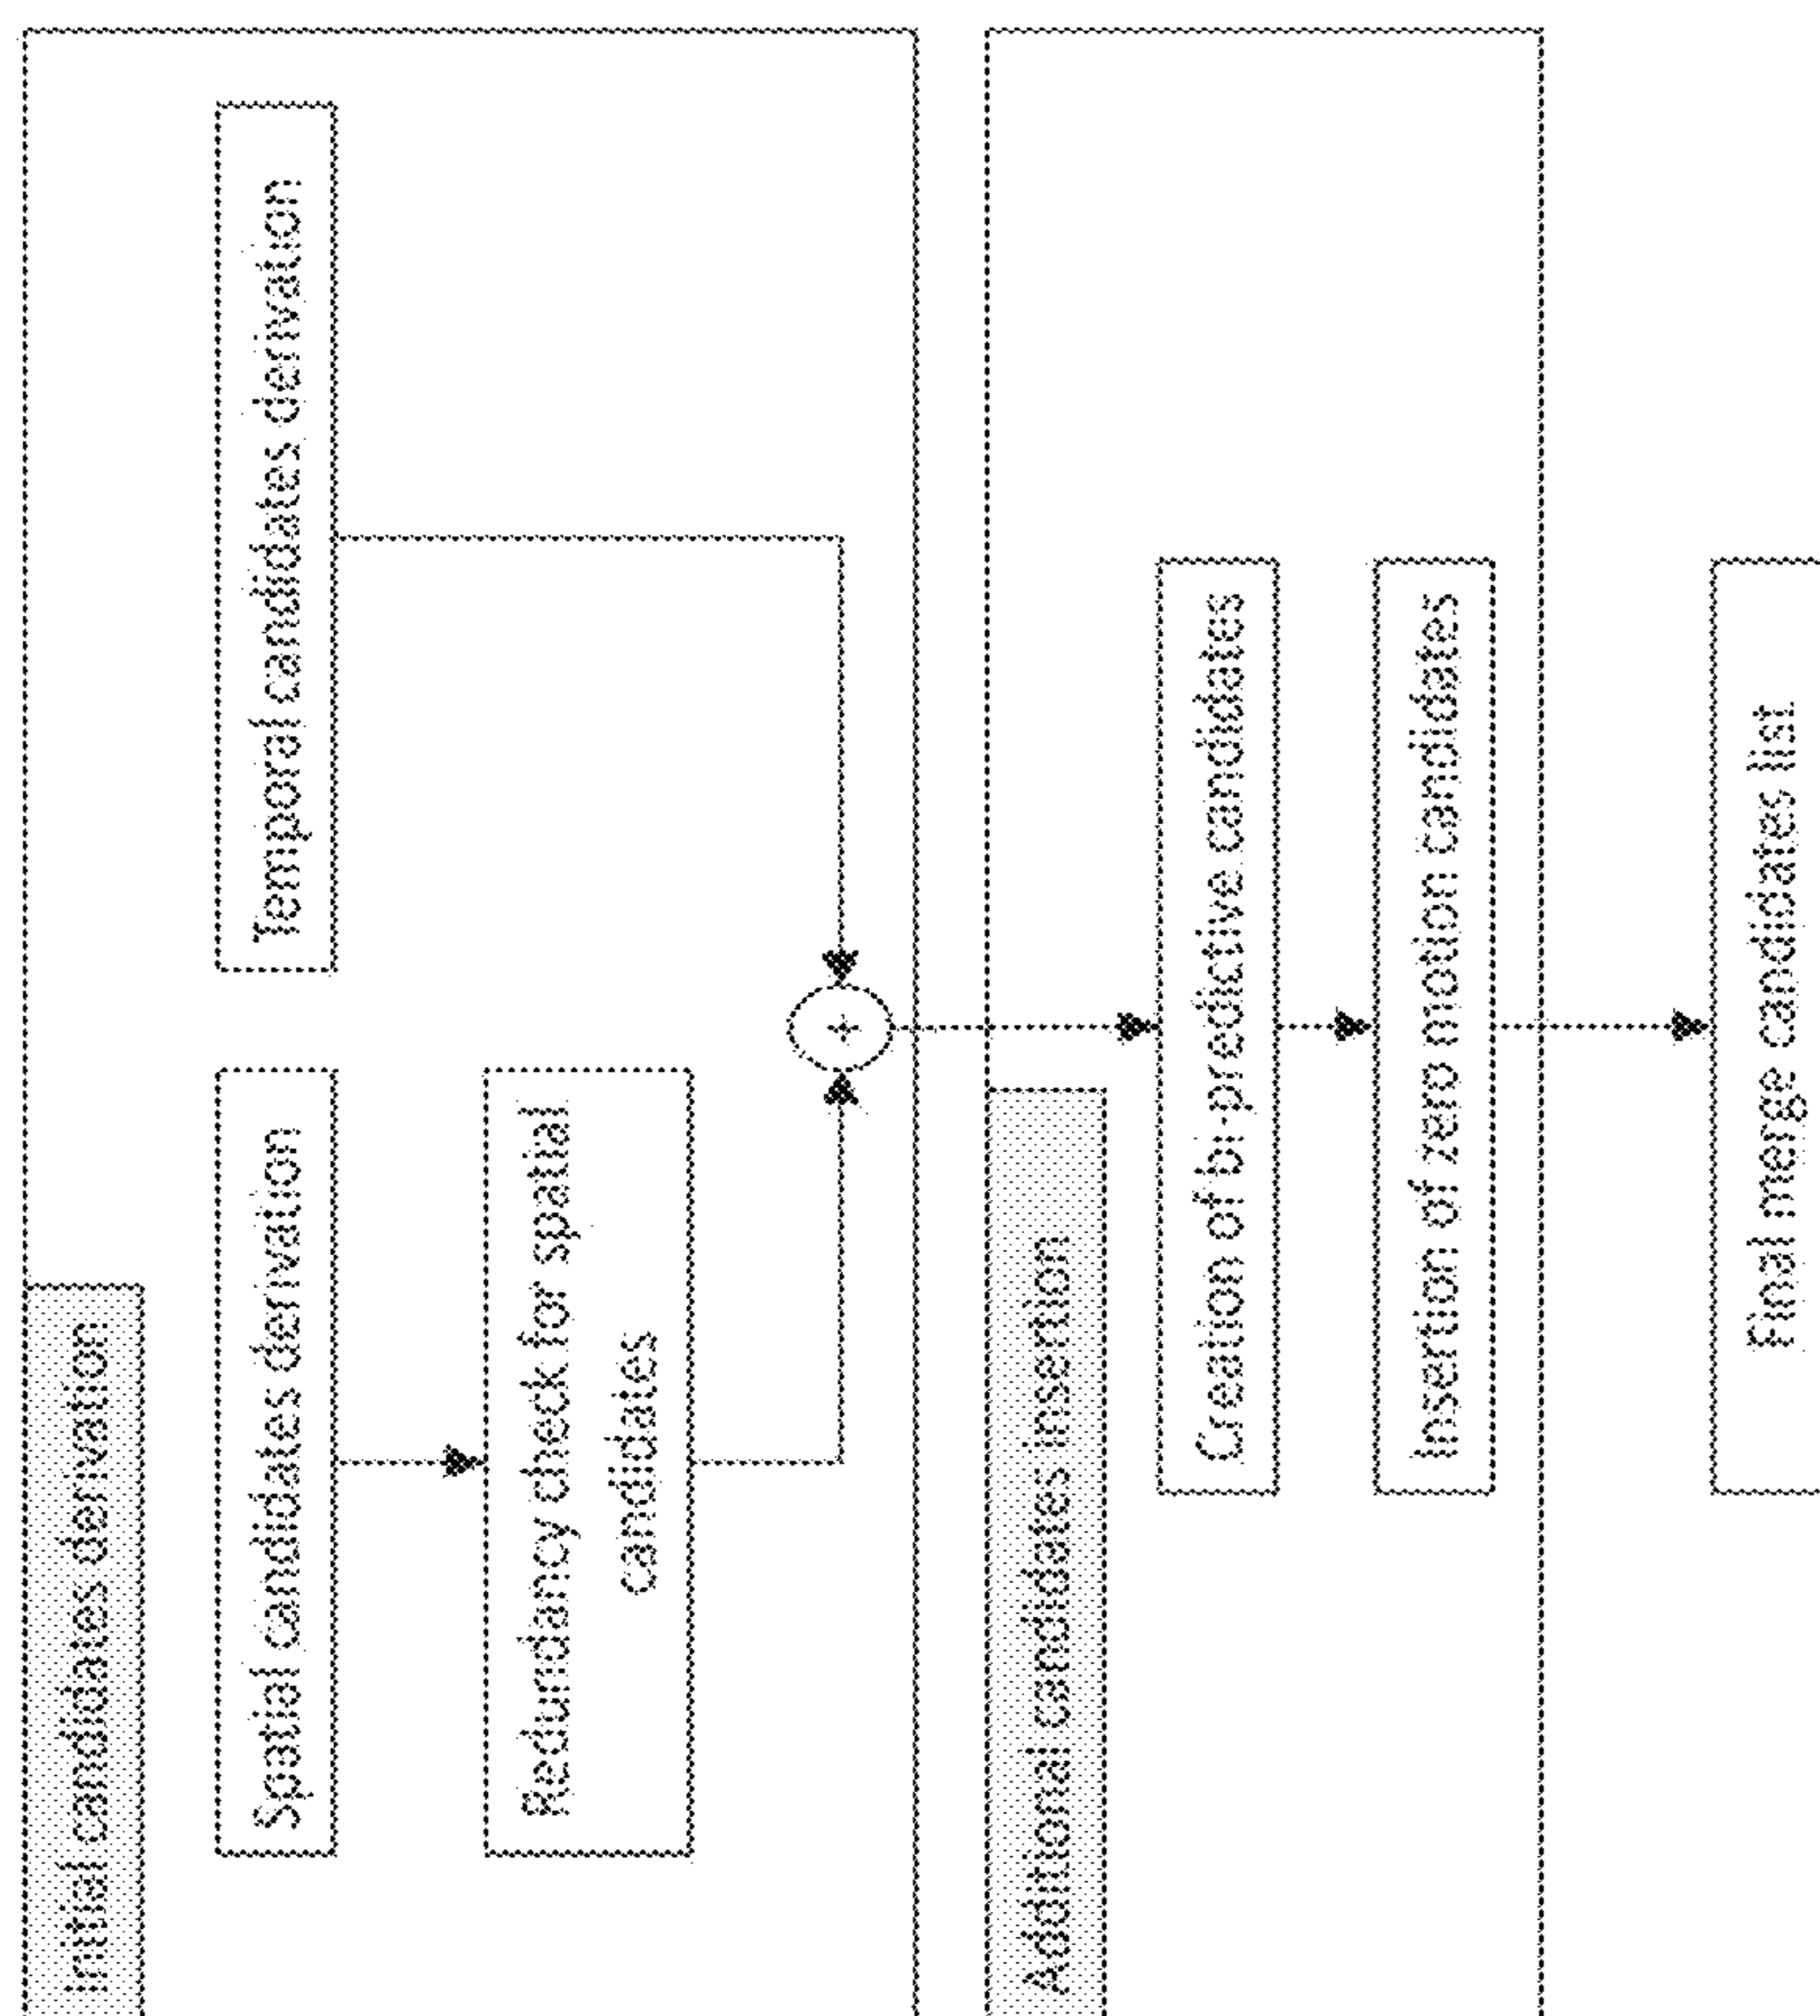 Initial candidates derivation
Spatial candidates derivation
Temporal candidates derivation
Redundancy check for spatial
candidates
+
Additional candidates insertion
Creation of bi-predictive candidates
Insertion of zero motion candidates
Final merge candidates list